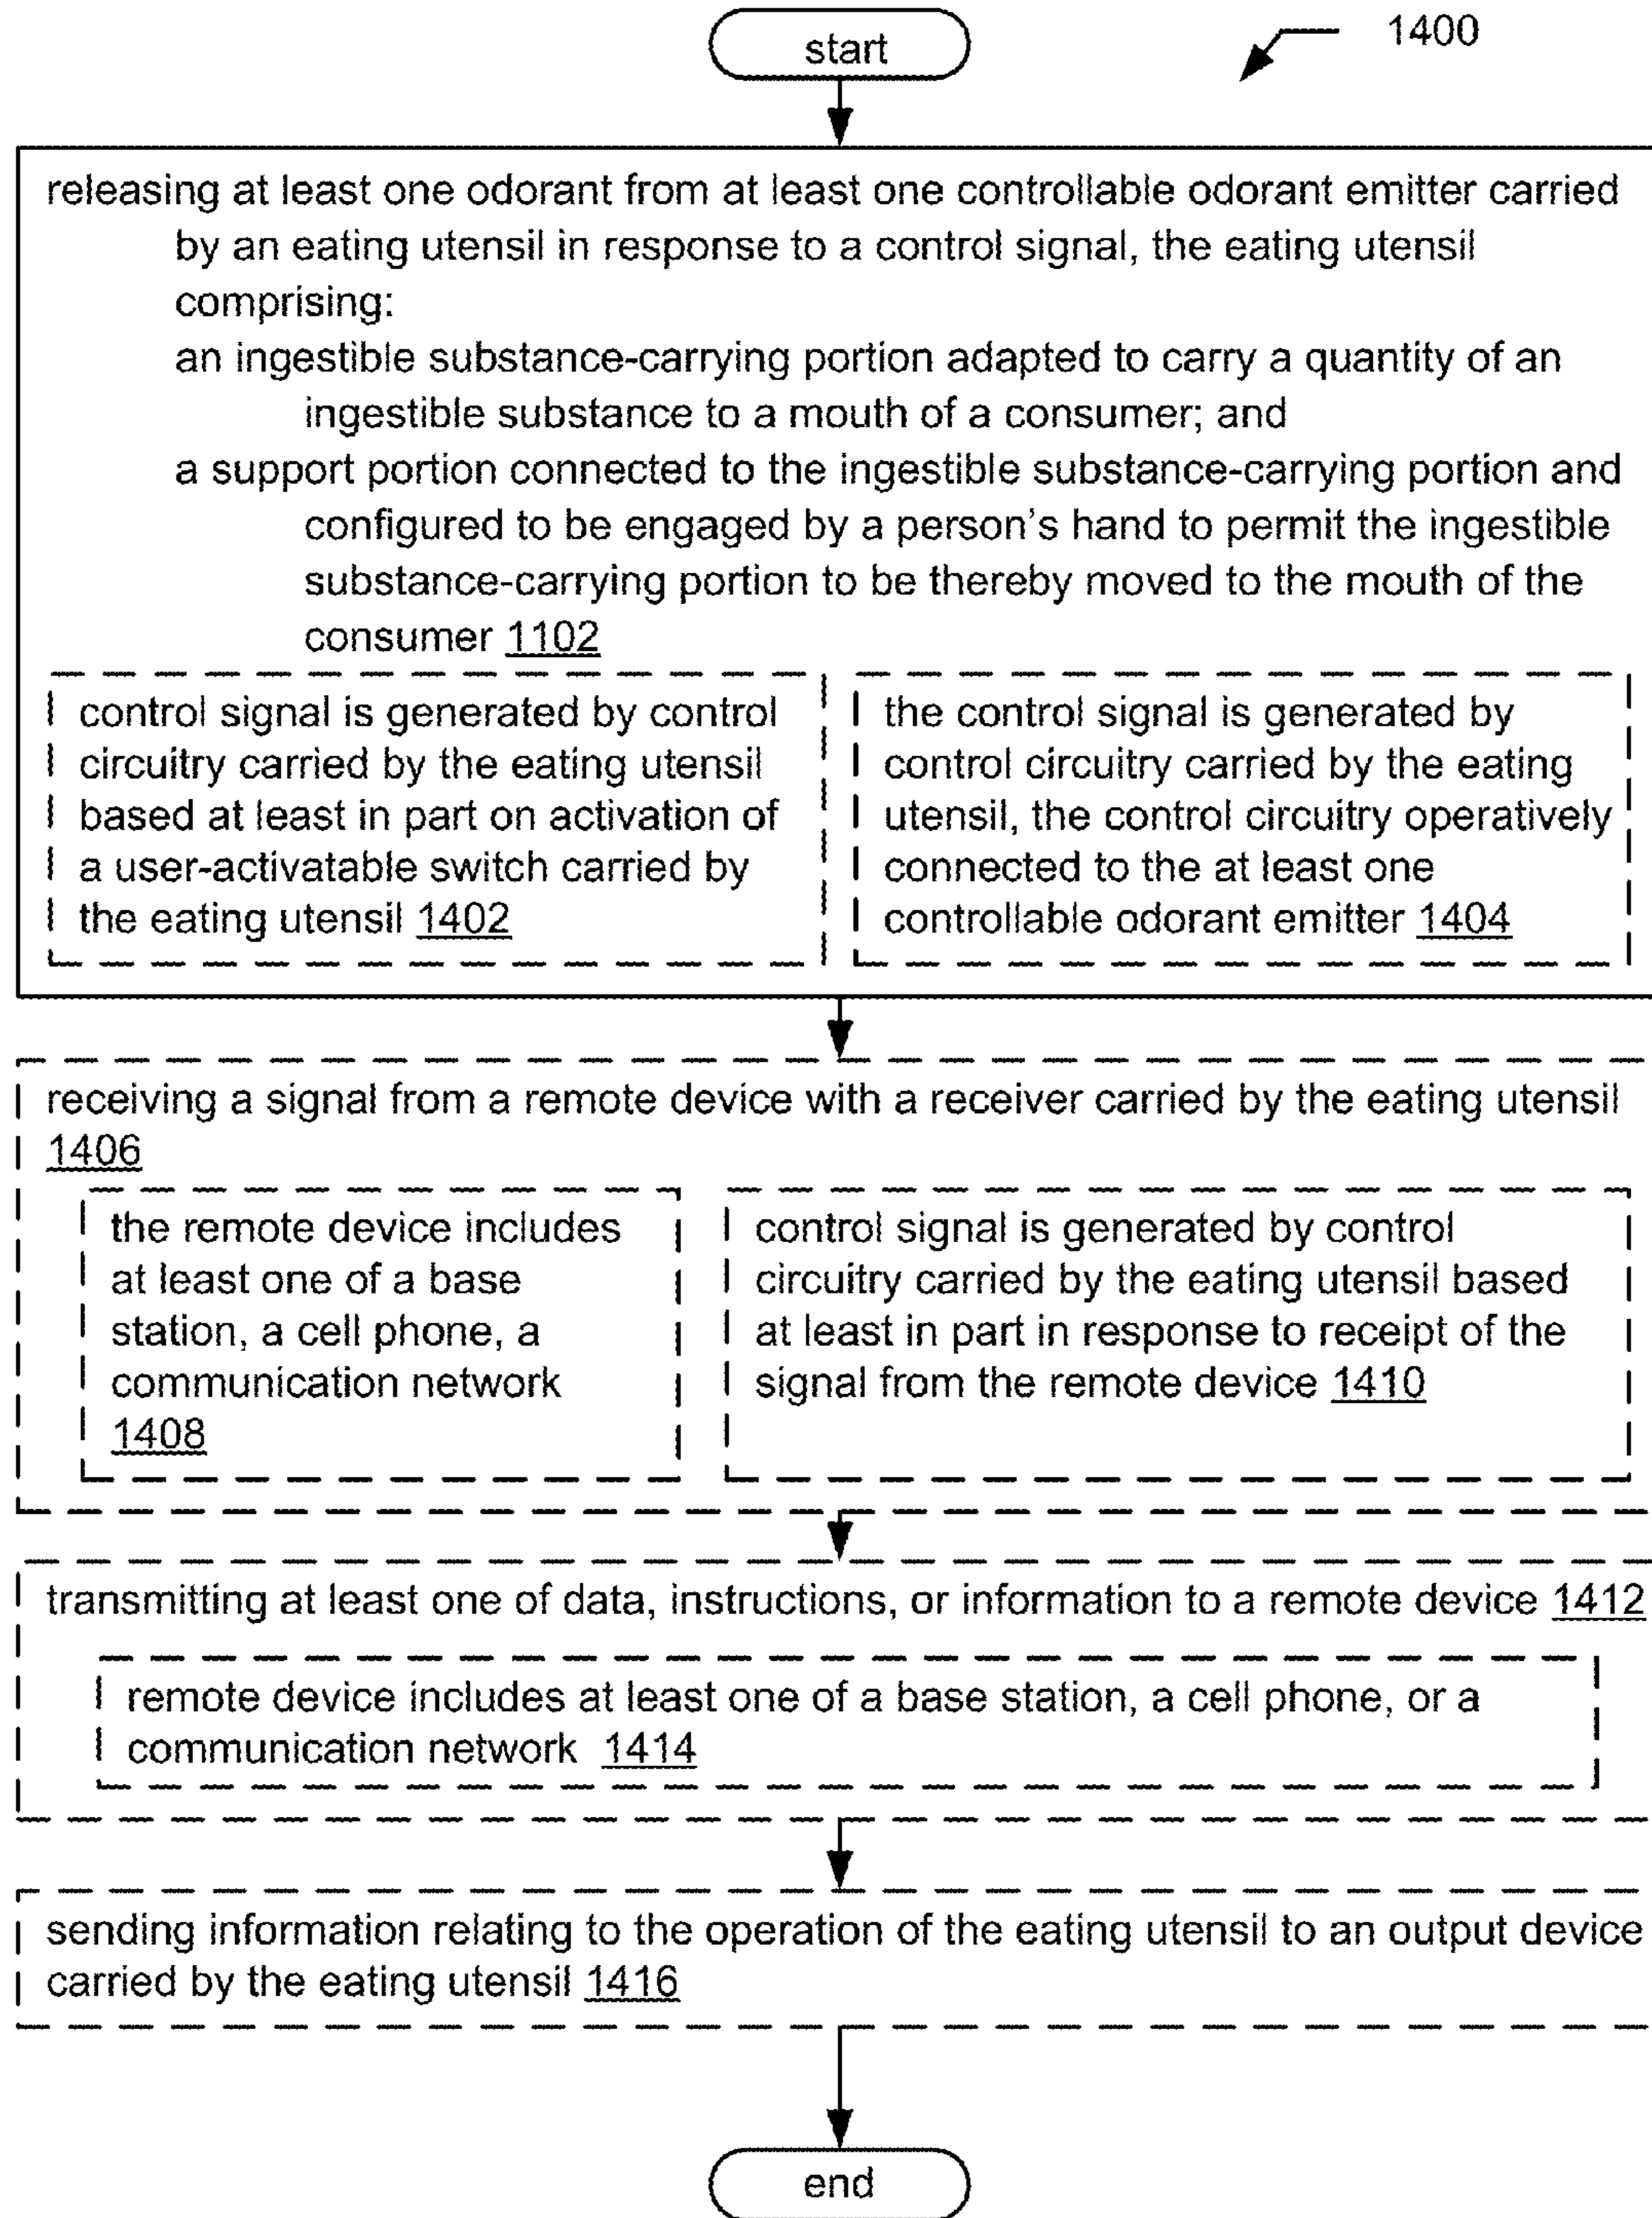 start
1400
releasing at least one odorant from at least one controllable odorant emitter carried
by an eating utensil in response to a control signal, the eating utensil
comprising:
an ingestible substance-carrying portion adapted to carry a quantity of an
ingestible substance to a mouth of a consumer; and
a support portion connected to the ingestible substance-carrying portion and
configured to be engaged by a person's hand to permit the ingestible
substance-carrying portion to be thereby moved to the mouth of the
consumer 1102
control signal is generated by control
circuitry carried by the eating utensil
based at least in part on activation of
a user-activatable switch carried by
the eating utensil 1402
the control signal is generated by
control circuitry carried by the eating
utensil, the control circuitry operatively
connected to the at least one
controllable odorant emitter 1404
receiving a signal from a remote device with a receiver carried by the eating utensil
1406
the remote device includes
at least one of a base
station, a cell phone, a
communication network
1408
control signal is generated by control
circuitry carried by the eating utensil based
at least in part in response to receipt of the
signal from the remote device 1410
transmitting at least one of data, instructions, or information to a remote device 1412
remote device includes at least one of a base station, a cell phone, or a
communication network 1414
sending information relating to the operation of the eating utensil to an output device
carried by the eating utensil 1416
end